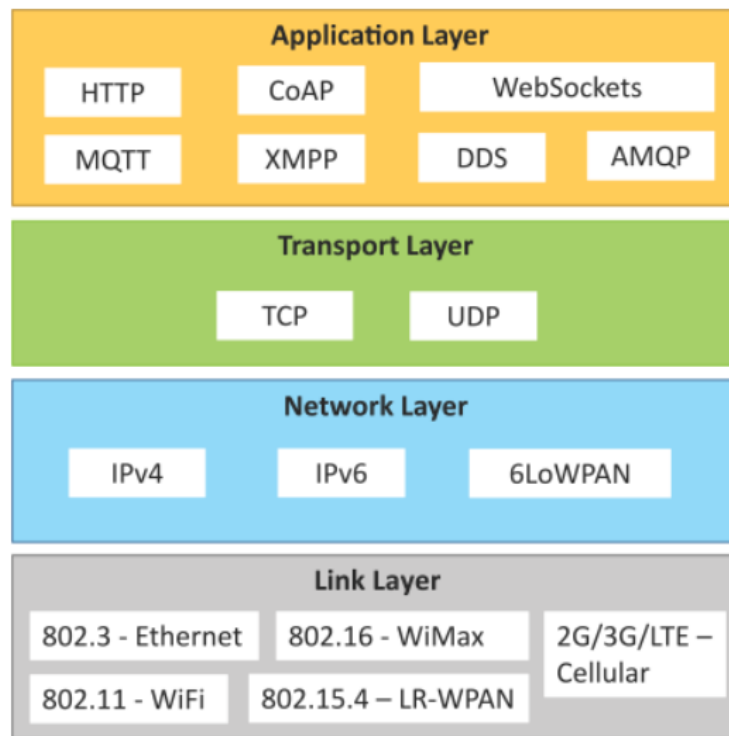 Application Layer
HTTP
CoAP
WebSockets
MQTT
XMPP
DDS
AMQP
Transport Layer
TCP
UDP
Network Layer
IPv4
IPv6
6LoWPAN
Link Layer
802.3 - Ethernet
802.16 - WiMax
2G/3G/LTE –
Cellular
802.11 - WiFi
802.15.4 – LR-WPAN